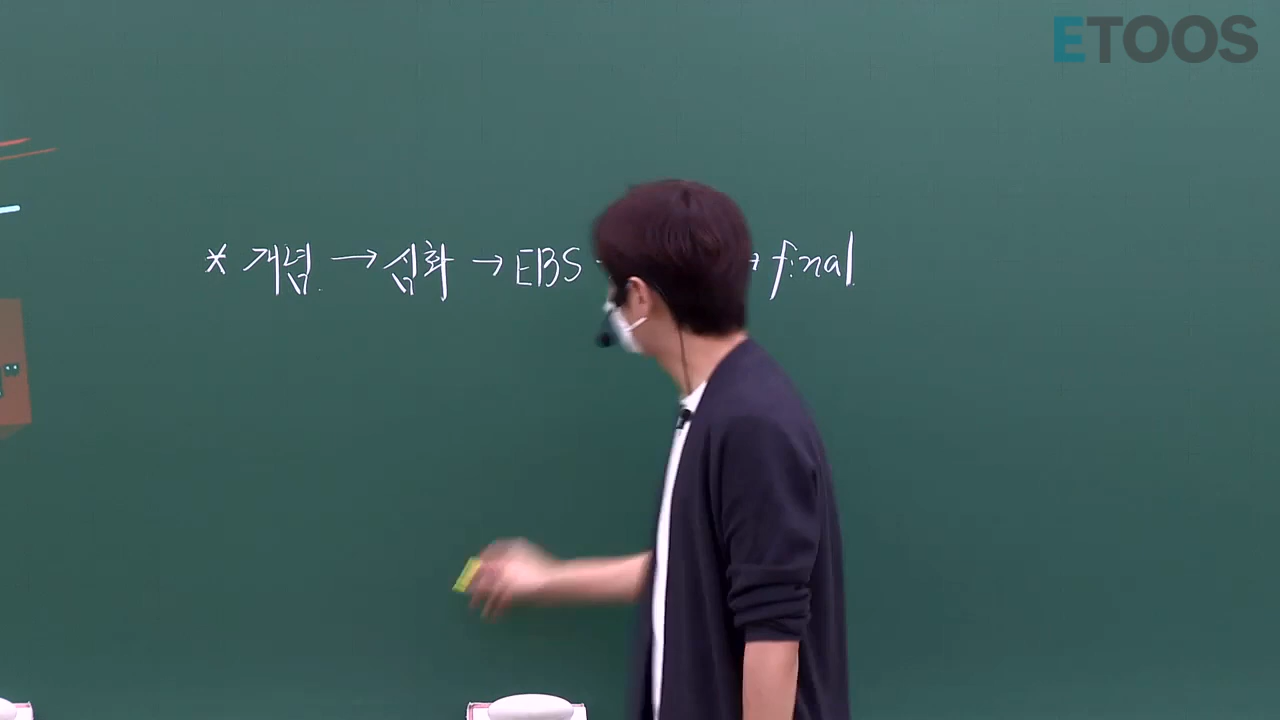 ETOOS
* 개념 → 심화 → EBS → final